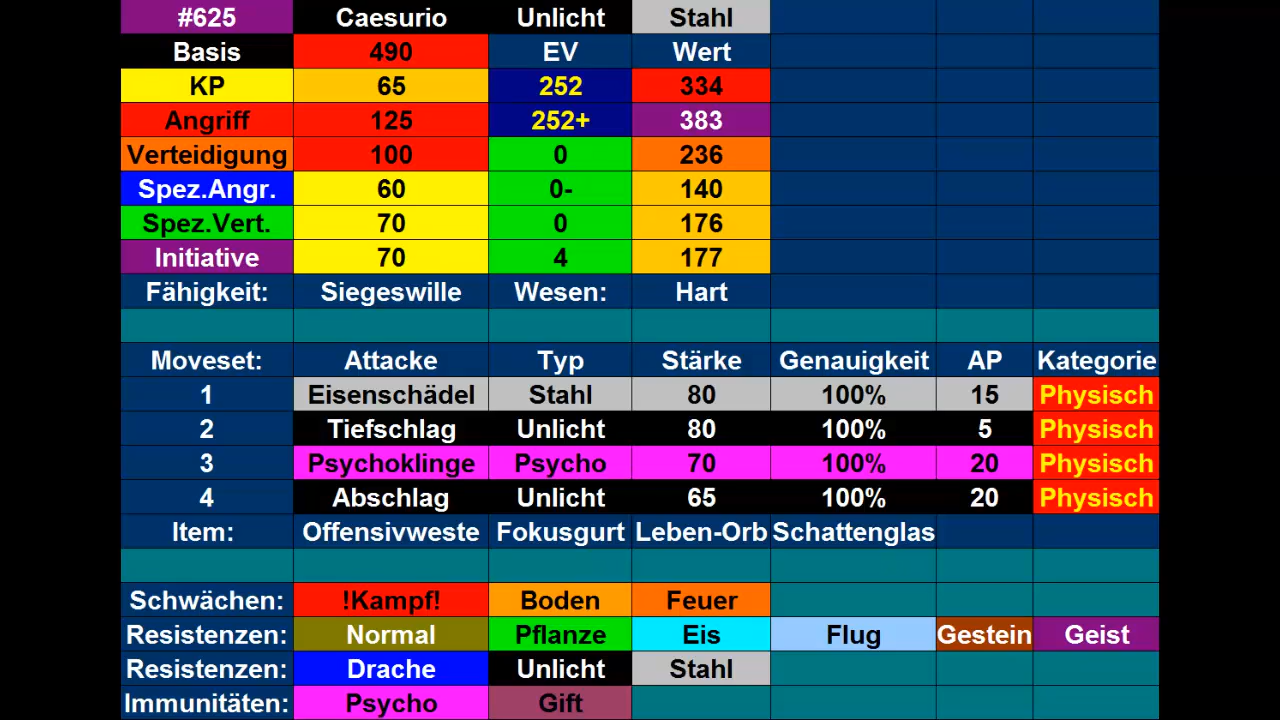 #625 Caesurio Unlicht Stahl
Basis 490 EV Wert
KP 65 252 334
Angriff 125 252+ 383
Verteidigung 100 0 236
Spez.Angr. 60 0- 140
Spez.Vert. 70 0 176
Initiative 70 4 177
Fähigkeit: Siegeswille Wesen: Hart
Moveset: Attacke Typ Stärke Genauigkeit AP Kategorie
1 Eisenschädel Stahl 80 100% 15 Physisch
2 Tiefschlag Unlicht 80 100% 5 Physisch
3 Psychoklinge Psycho 70 100% 20 Physisch
4 Abschlag Unlicht 65 100% 20 Physisch
Item: Offensivweste Fokusgurt Leben-Orb Schattenglas
Schwächen: !Kampf! Boden Feuer
Resistenzen: Normal Pflanze Eis Flug Gestein Geist
Resistenzen: Drache Unlicht Stahl
Immunitäten: Psycho Gift